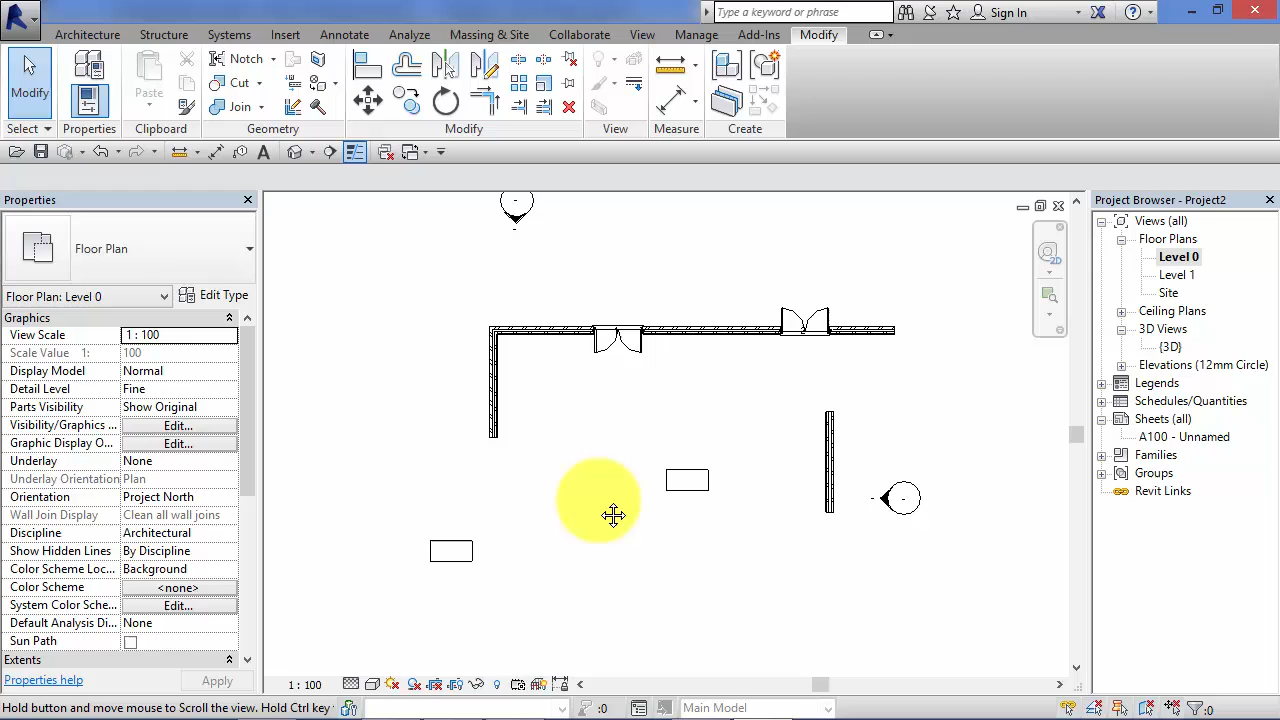 Type a keyword or phrase
Sign In
Architecture Structure Systems Insert Annotate Analyze Massing & Site Collaborate View Manage Add-Ins Modify
Modify
Paste
Notch
Cut
Join
Select Properties Clipboard Geometry Modify View Measure Create
A
Properties
Floor Plan
Floor Plan: Level 0
Edit Type
Graphics
View Scale 1 : 100
Scale Value 1: 100
Display Model Normal
Detail Level Fine
Parts Visibility Show Original
Visibility/Graphics ... Edit...
Graphic Display O... Edit...
Underlay None
Underlay Orientation Plan
Orientation Project North
Wall Join Display Clean all wall joins
Discipline Architectural
Show Hidden Lines By Discipline
Color Scheme Loc... Background
Color Scheme <none>
System Color Sche... Edit...
Default Analysis Di... None
Sun Path
Extents
Properties help
Apply
2D
1 : 100
Project Browser - Project2
Views (all)
Floor Plans
Level 0
Level 1
Site
Ceiling Plans
3D Views
{3D}
Elevations (12mm Circle)
Legends
Schedules/Quantities
Sheets (all)
A100 - Unnamed
Families
Groups
Revit Links
Hold button and move mouse to Scroll the view. Hold Ctrl key
:0
Main Model
:0